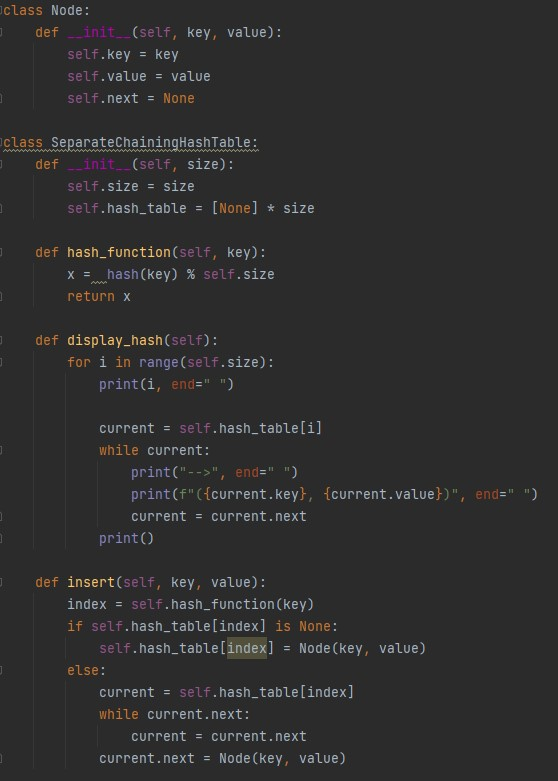 class Node:
    def __init__(self, key, value):
        self.key = key
        self.value = value
        self.next = None

class SeparateChainingHashTable:
    def __init__(self, size):
        self.size = size
        self.hash_table = [None] * size

    def hash_function(self, key):
        x =  hash(key) % self.size
        return x

    def display_hash(self):
        for i in range(self.size):
            print(i, end=" ")

            current = self.hash_table[i]
            while current:
                print("-->", end=" ")
                print(f"({current.key}, {current.value})", end=" ")
                current = current.next
            print()

    def insert(self, key, value):
        index = self.hash_function(key)
        if self.hash_table[index] is None:
            self.hash_table[index] = Node(key, value)
        else:
            current = self.hash_table[index]
            while current.next:
                current = current.next
            current.next = Node(key, value)